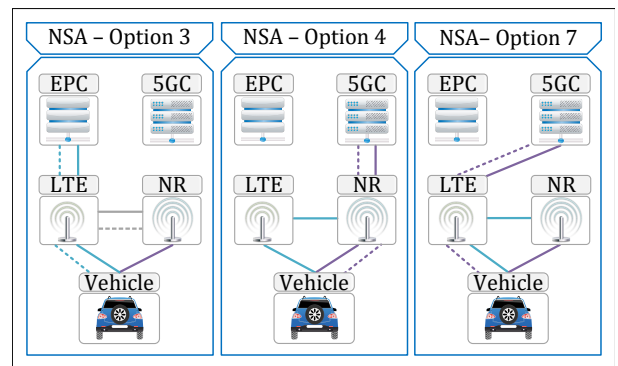 NSA – Option 3
NSA – Option 4
NSA– Option 7
EPC 5GC
EPC 5GC
EPC 5GC
LTE NR
LTE NR
LTE NR
Vehicle
Vehicle
Vehicle